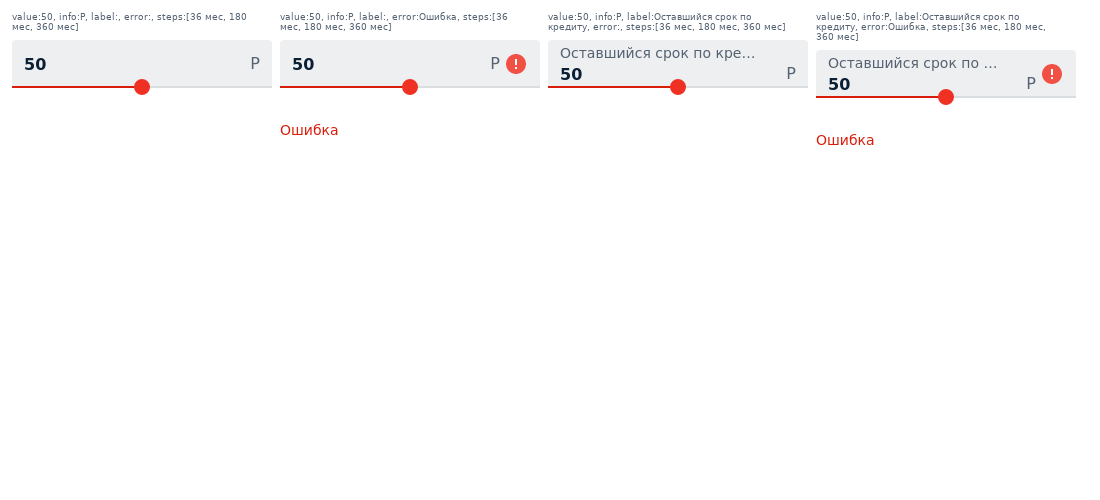 value:50, info:Р, label:, error:, steps:[36 мес, 180
мес, 360 мес]
50
Р
value:50, info:Р, label:, error:Ошибка, steps:[36
мес, 180 мес, 360 мес]
50
Р
!
Ошибка
value:50, info:Р, label:Оставшийся срок по
кредиту, error:, steps:[36 мес, 180 мес, 360 мес]
Оставшийся срок по кре...
50
Р
value:50, info:Р, label:Оставшийся срок по
кредиту, error:Ошибка, steps:[36 мес, 180 мес,
360 мес]
Оставшийся срок по ...
50
Р
!
Ошибка